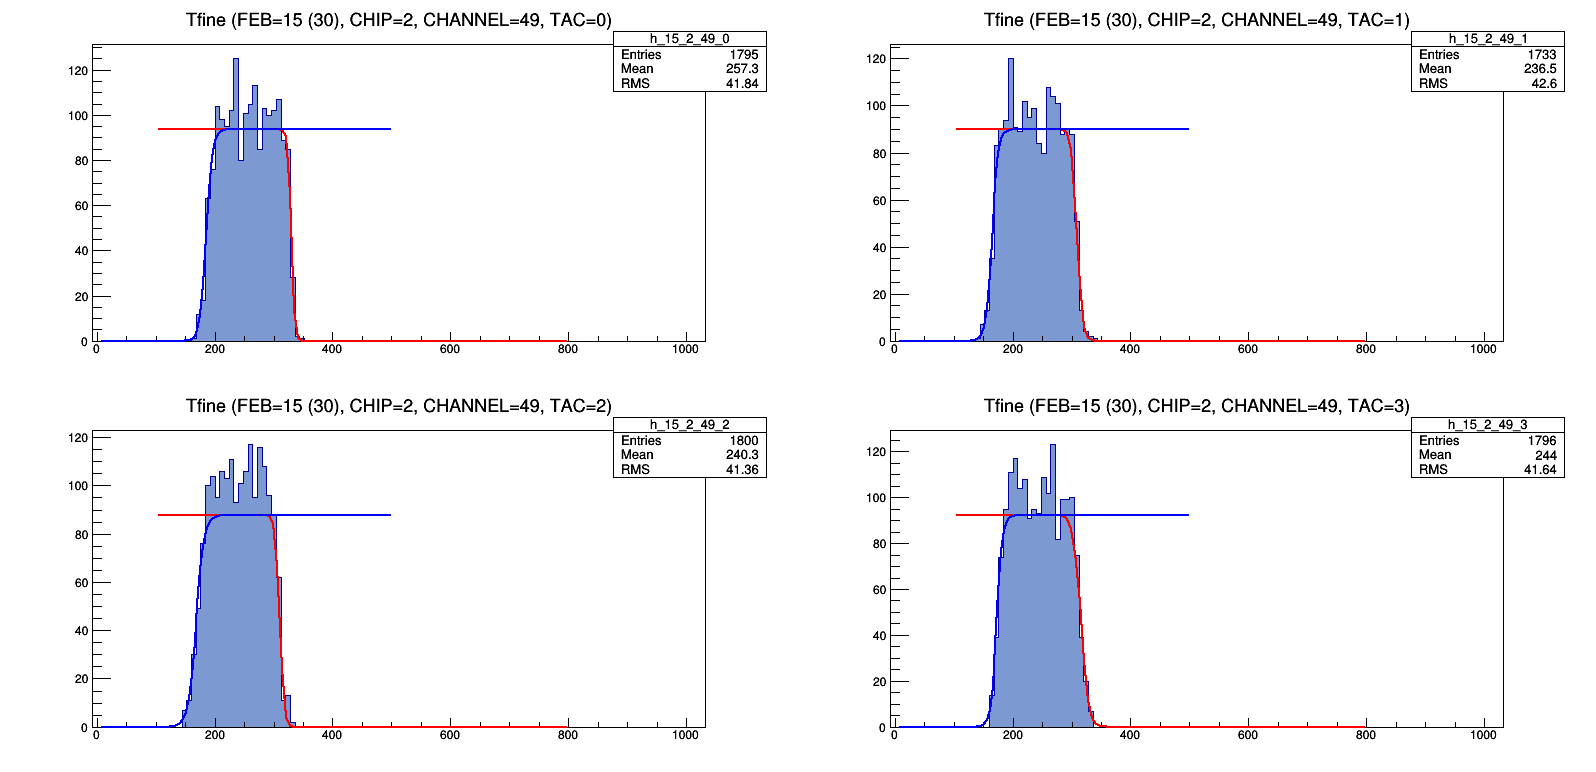 Tfine (FEB=15 (30), CHIP=2, CHANNEL=49, TAC=0)
h_15_2_49_0
Entries 1795
Mean 257.3
RMS 41.84
120
100
80
60
40
20
0
0 200 400 600 800 1000
Tfine (FEB=15 (30), CHIP=2, CHANNEL=49, TAC=1)
h_15_2_49_1
Entries 1733
Mean 236.5
RMS 42.6
120
100
80
60
40
20
0
0 200 400 600 800 1000
Tfine (FEB=15 (30), CHIP=2, CHANNEL=49, TAC=2)
h_15_2_49_2
Entries 1800
Mean 240.3
RMS 41.36
120
100
80
60
40
20
0
0 200 400 600 800 1000
Tfine (FEB=15 (30), CHIP=2, CHANNEL=49, TAC=3)
h_15_2_49_3
Entries 1796
Mean 244
RMS 41.64
120
100
80
60
40
20
0
0 200 400 600 800 1000